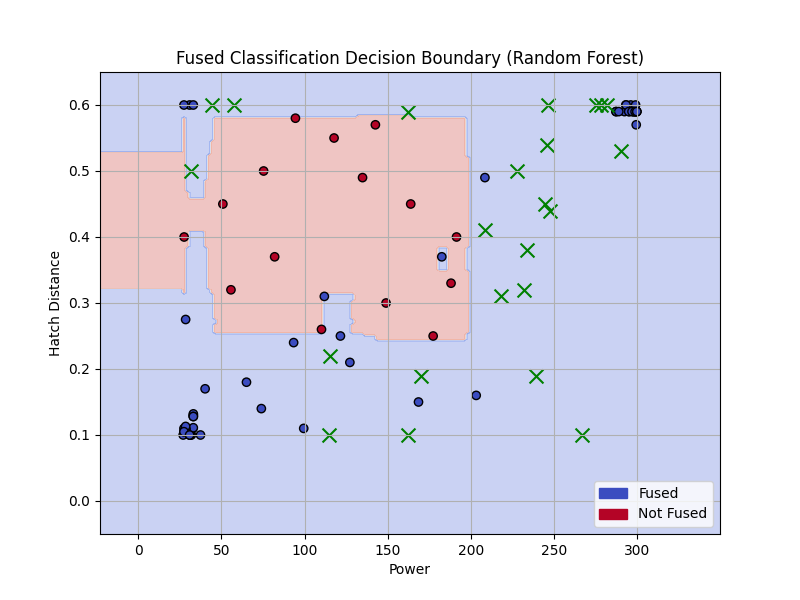 Fused Classification Decision Boundary (Random Forest)
Hatch Distance
0.6
0.5
0.4
0.3
0.2
0.1
0.0
0
50
100
150
200
250
300
Power
Fused
Not Fused